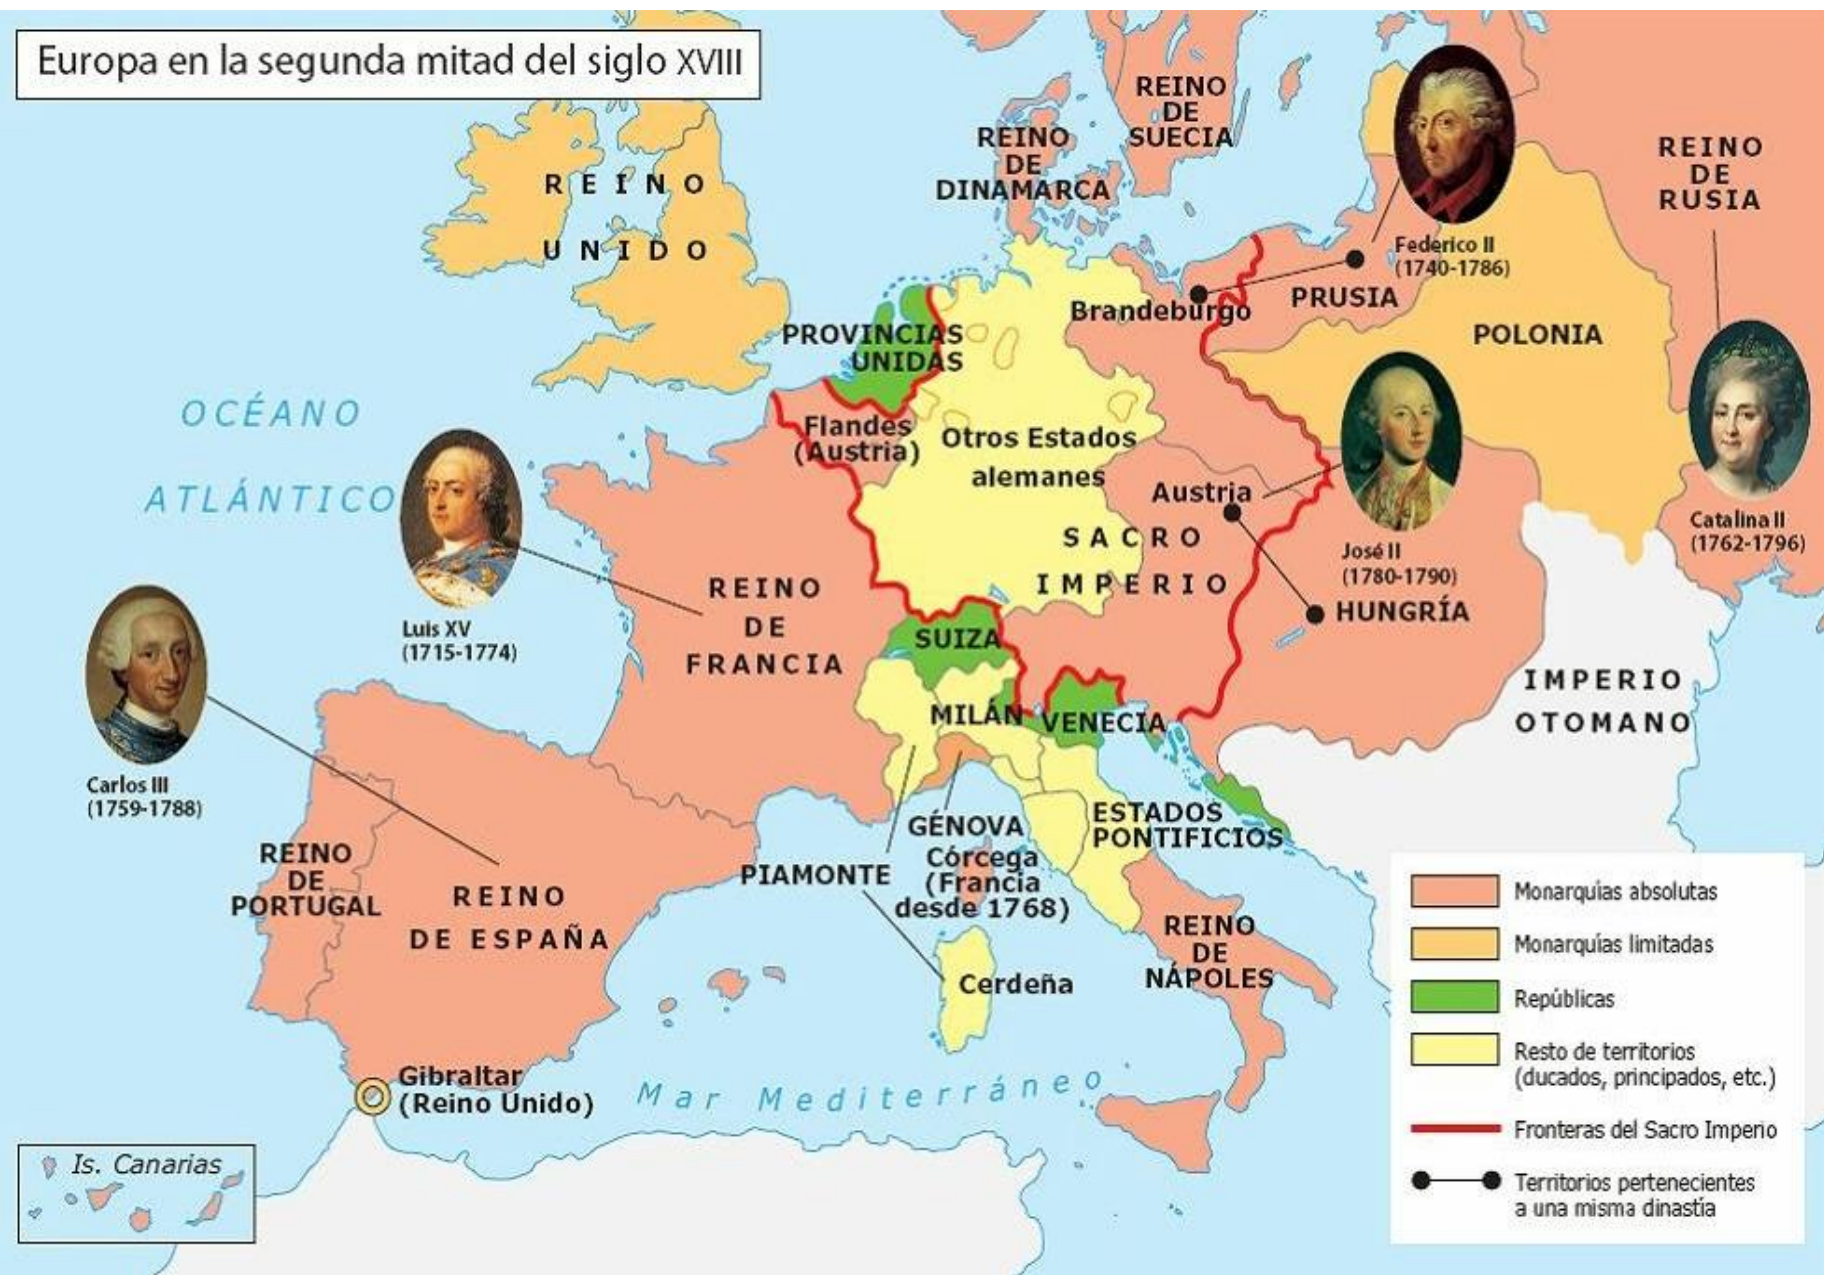 Europa en la segunda mitad del siglo XVIII
REINO
UNIDO
REINO
DE
DINAMARCA
REINO
DE
SUECIA
REINO
DE
RUSIA
Federico II
(1740-1786)
PRUSIA
Brandeburgo
POLONIA
PROVINCIAS
UNIDAS
OCÉANO
ATLÁNTICO
Flandes
(Austria)
Otros Estados
alemanes
Austria
SACRO
IMPERIO
José II
(1780-1790)
HUNGRÍA
Catalina II
(1762-1796)
Luis XV
(1715-1774)
REINO
DE
FRANCIA
SUIZA
MILÁN
VENECIA
IMPERIO
OTOMANO
Carlos III
(1759-1788)
REINO
DE
PORTUGAL
REINO
DE ESPAÑA
PIAMONTE
GÉNOVA
Córcega
(Francia
desde 1768)
ESTADOS
PONTIFICIOS
REINO
DE
NÁPOLES
Cerdeña
Gibraltar
(Reino Unido)
Mar Mediterráneo
Is. Canarias
Monarquías absolutas
Monarquías limitadas
Repúblicas
Resto de territorios
(ducados, principados, etc.)
Fronteras del Sacro Imperio
Territorios pertenecientes
a una misma dinastía